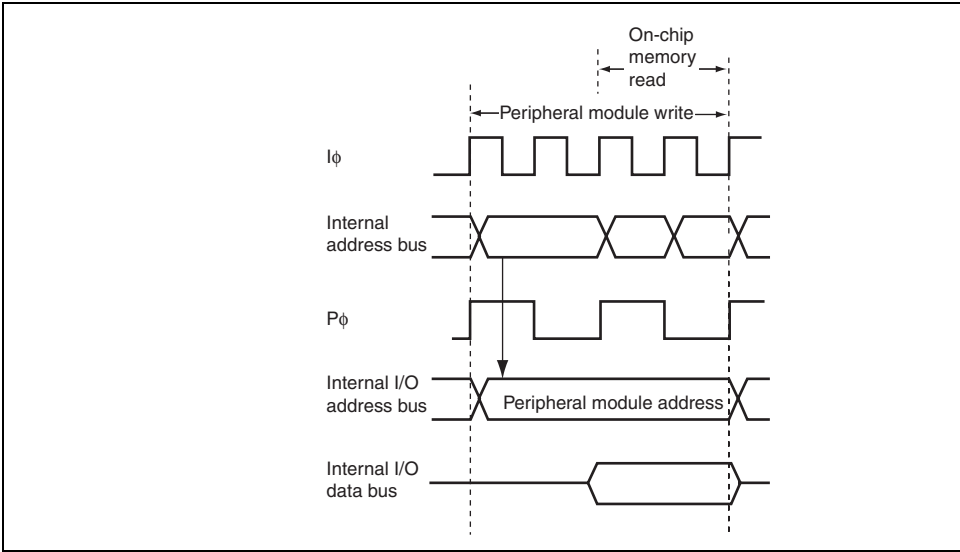 On-chip
memory
read
Peripheral module write
Iϕ
Internal
address bus
Pϕ
Internal I/O
address bus
Peripheral module address
Internal I/O
data bus